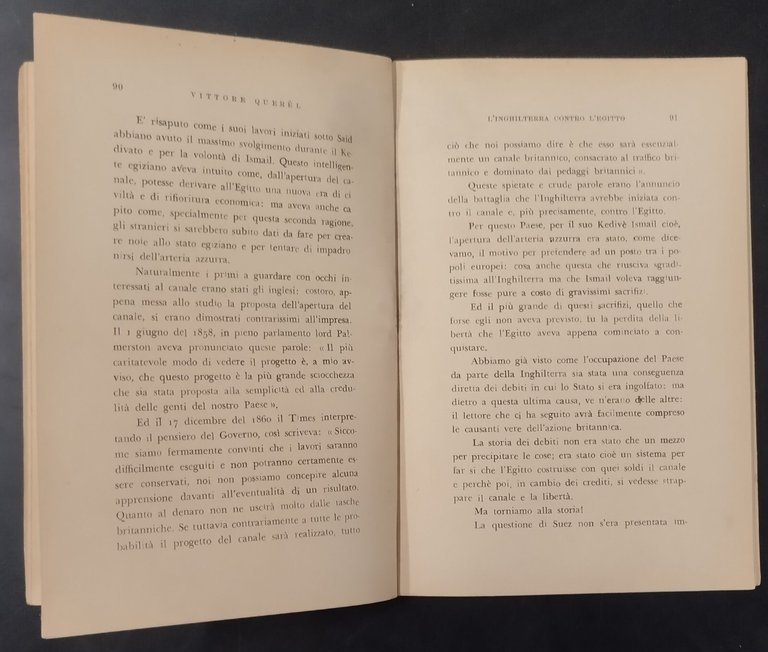 90
VITTORE QUERÈL
E' risaputo come i suoi lavori iniziati sotto Said
abbiano avuto il massimo svolgimento durante il Ke-
divato e per la volontà di Ismail. Questo intelligen-
te egiziano aveva intuito come, dall'apertura del ca-
nale, potesse derivare all'Egitto una nuova era di ci
viltà e di rifioritura economica: ma aveva anche ca
pito come, specialmente per questa seconda ragione,
gli stranieri si sarebbero subito dati da fare per crea-
re noie allo stato egiziano e per tentare di impadro
nirsi dell'arteria azzurra.
Naturalmente i primi a guardare con occhi in-
teressati al canale erano stati gli inglesi: costoro, ap-
pena messa allo studio la proposta dell'apertura del
canale, si erano dimostrati contrarissimi all'impresa.
Il 1 giugno del 1858, in pieno parlamento lord Pal-
merston aveva pronunciato queste parole: « Il più
caritatevole modo di vedere il progetto è, a mio av-
viso, che questo progetto è la più grande sciocchezza
che sia stata proposta alla semplicità ed alla credu-
lità delle genti del nostro Paese ».
Ed il 17 dicembre del 1860 il Times interpre-
tando il pensiero del Governo, così scriveva: « Sicco-
me siamo fermamente convinti che i lavori saranno
difficilmente eseguiti e non potranno certamente es-
sere conservati, noi non possiamo concepire alcuna
apprensione davanti all'eventualità di un risultato.
Quanto al denaro non ne uscirà molto dalle tasche
britanniche. Se tuttavia contrariamente a tutte le pro-
babilità il progetto del canale sarà realizzato, tutto
L'INGHILTERRA CONTRO L'EGITTO 91
ciò che noi possiamo dire è che esso sarà essenzial-
mente un canale britannico, consacrato al traffico bri-
tannico e dominato dai pedaggi britannici ».
Queste spietate e crude parole erano l'annuncio
della battaglia che l'Inghilterra avrebbe iniziata con-
tro il canale e, più precisamente, contro l'Egitto.
Per questo Paese, per il suo Kedivè Ismail cioè,
l'apertura dell'arteria azzurra era stato, come dice-
vamo, il motivo per pretendere ad un posto tra i po-
poli europei: cosa anche questa che riusciva sgradi-
tissima all'Inghilterra ma che Ismail voleva raggiun-
gere fosse pure a costo di gravissimi sacrifizi.
Ed il più grande di questi sacrifizi, quello che
forse egli non aveva previsto, fu la perdita della li-
bertà che l'Egitto aveva appena cominciato a con-
quistare.
Abbiamo già visto come l'occupazione del Paese
da parte della Inghilterra sia stata una conseguenza
diretta dei debiti in cui lo Stato si era ingolfato: ma
dietro a questa ultima causa, ve n'erano delle altre:
il lettore che ci ha seguito avrà facilmente compreso
le causanti vere dell'azione britannica.
La storia dei debiti non era stato che un mezzo
per precipitare le cose; era stato cioè un sistema per
far si che l'Egitto costruisse con quei soldi il canale
e perchè poi, in cambio dei crediti, si vedesse strap-
pare il canale e la libertà.
Ma torniamo alla storia!
La questione di Suez non s'era presentata im-